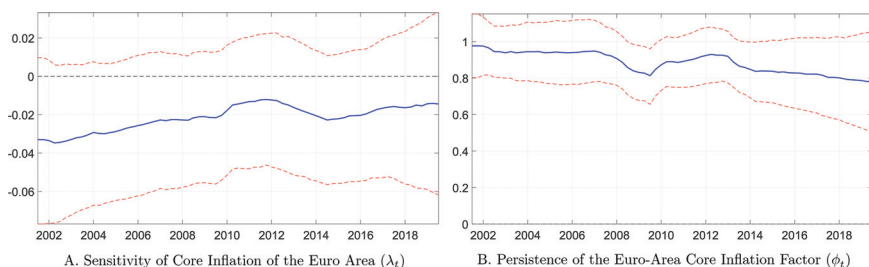 0.02
0
-0.02
-0.04
-0.06
2002 2004 2006 2008 2010 2012 2014 2016 2018
A. Sensitivity of Core Inflation of the Euro Area (λt)
1
0.8
0.6
0.4
0.2
0
2002 2004 2006 2008 2010 2012 2014 2016 2018
B. Persistence of the Euro-Area Core Inflation Factor (ϕt)